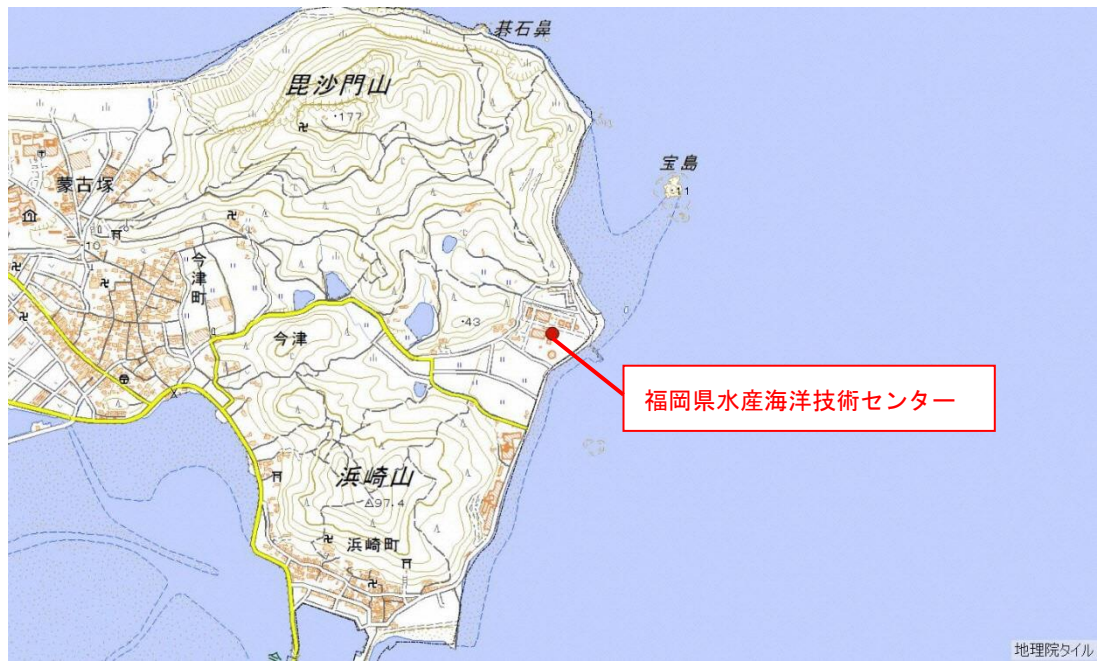 碁石鼻
毘沙門山
・177
宝島
・11
蒙古塚
・10
今津町
今津
・43
福岡県水産海洋技術センター
浜崎山
△97.4
浜崎町
0
地理院タイル